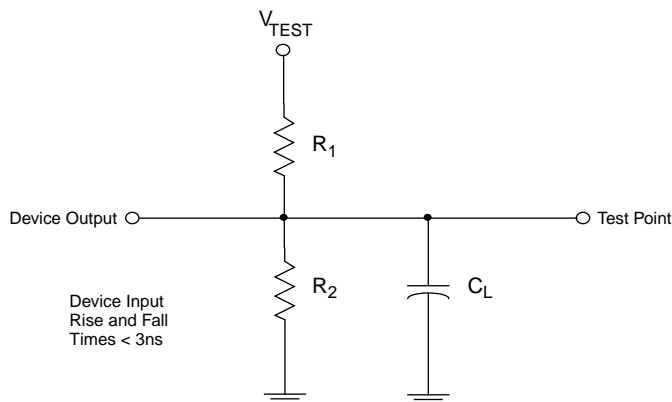 V_TEST
R_1
Device Output
Test Point
R_2
C_L
Device Input
Rise and Fall
Times < 3ns